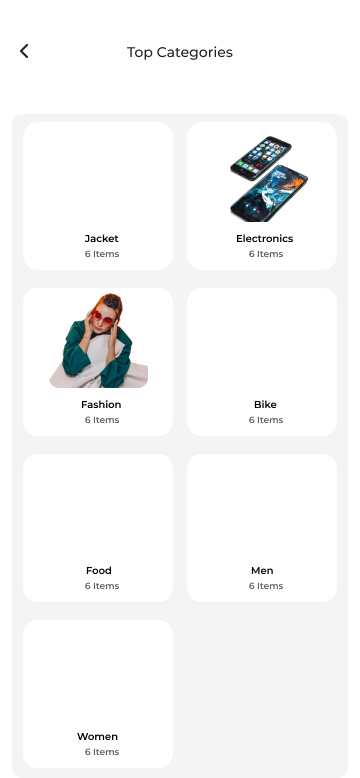 Top Categories
Jacket
6 Items
Electronics
6 Items
Fashion
6 Items
Bike
6 Items
Food
6 Items
Men
6 Items
Women
6 Items